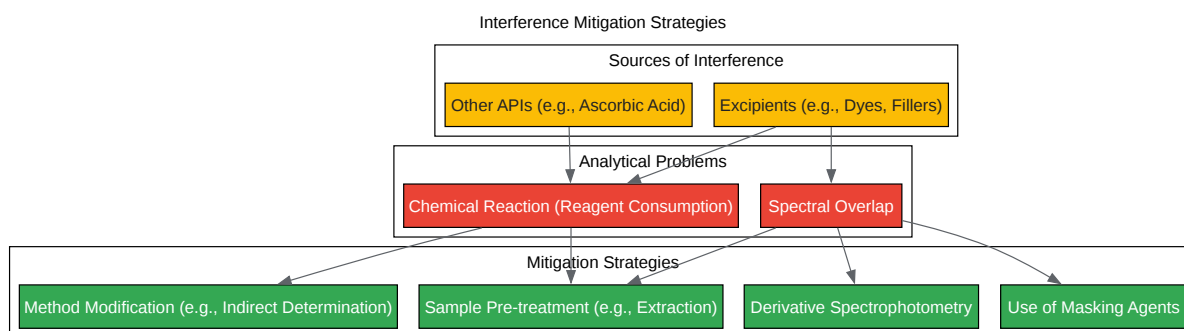 Interference Mitigation Strategies
Sources of Interference
Other APIs (e.g., Ascorbic Acid)
Excipients (e.g., Dyes, Fillers)
Analytical Problems
Chemical Reaction (Reagent Consumption)
Spectral Overlap
Mitigation Strategies
Method Modification (e.g., Indirect Determination)
Sample Pre-treatment (e.g., Extraction)
Derivative Spectrophotometry
Use of Masking Agents